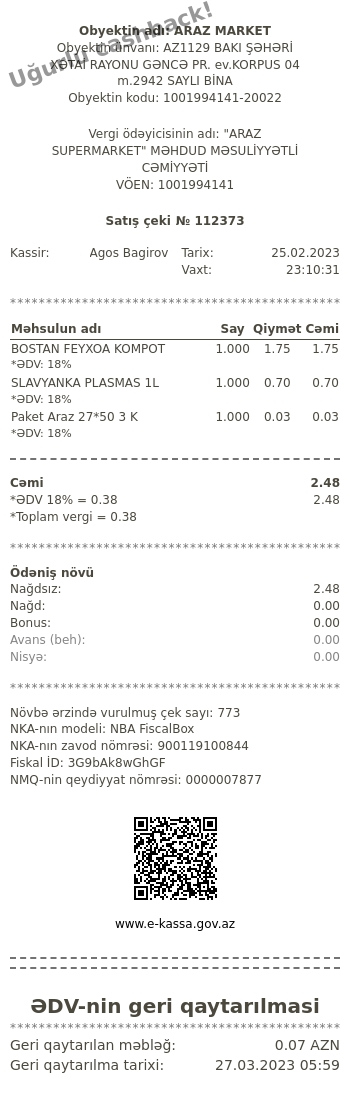 Uğurlu cashback!
Obyektin adı: ARAZ MARKET
Obyektin ünvanı: AZ1129 BAKI ŞƏHƏRİ
XƏTAİ RAYONU GƏNCƏ PR. ev.KORPUS 04
m.2942 SAYLI BİNA
Obyektin kodu: 1001994141-20022
Vergi ödəyicisinin adı: "ARAZ
SUPERMARKET" MƏHDUD MƏSULİYYƏTLİ
CƏMİYYƏTİ
VÖEN: 1001994141
Satış çeki № 112373
Kassir: Agos Bagirov Tarix: 25.02.2023
Vaxt: 23:10:31
********************************************
Məhsulun adı Say Qiymət Cəmi
BOSTAN FEYXOA KOMPOT 1.000 1.75 1.75
*ƏDV: 18%
SLAVYANKA PLASMAS 1L 1.000 0.70 0.70
*ƏDV: 18%
Paket Araz 27*50 3 K 1.000 0.03 0.03
*ƏDV: 18%
Cəmi 2.48
*ƏDV 18% = 0.38 2.48
*Toplam vergi = 0.38
********************************************
Ödəniş növü
Nağdsız: 2.48
Nağd: 0.00
Bonus: 0.00
Avans (beh): 0.00
Nisyə: 0.00
********************************************
Növbə ərzində vurulmuş çek sayı: 773
NKA-nın modeli: NBA FiscalBox
NKA-nın zavod nömrəsi: 900119100844
Fiskal İD: 3G9bAk8wGhGF
NMQ-nin qeydiyyat nömrəsi: 0000007877
www.e-kassa.gov.az
ƏDV-nin geri qaytarılmasi
********************************************
Geri qaytarılan məbləğ: 0.07 AZN
Geri qaytarılma tarixi: 27.03.2023 05:59